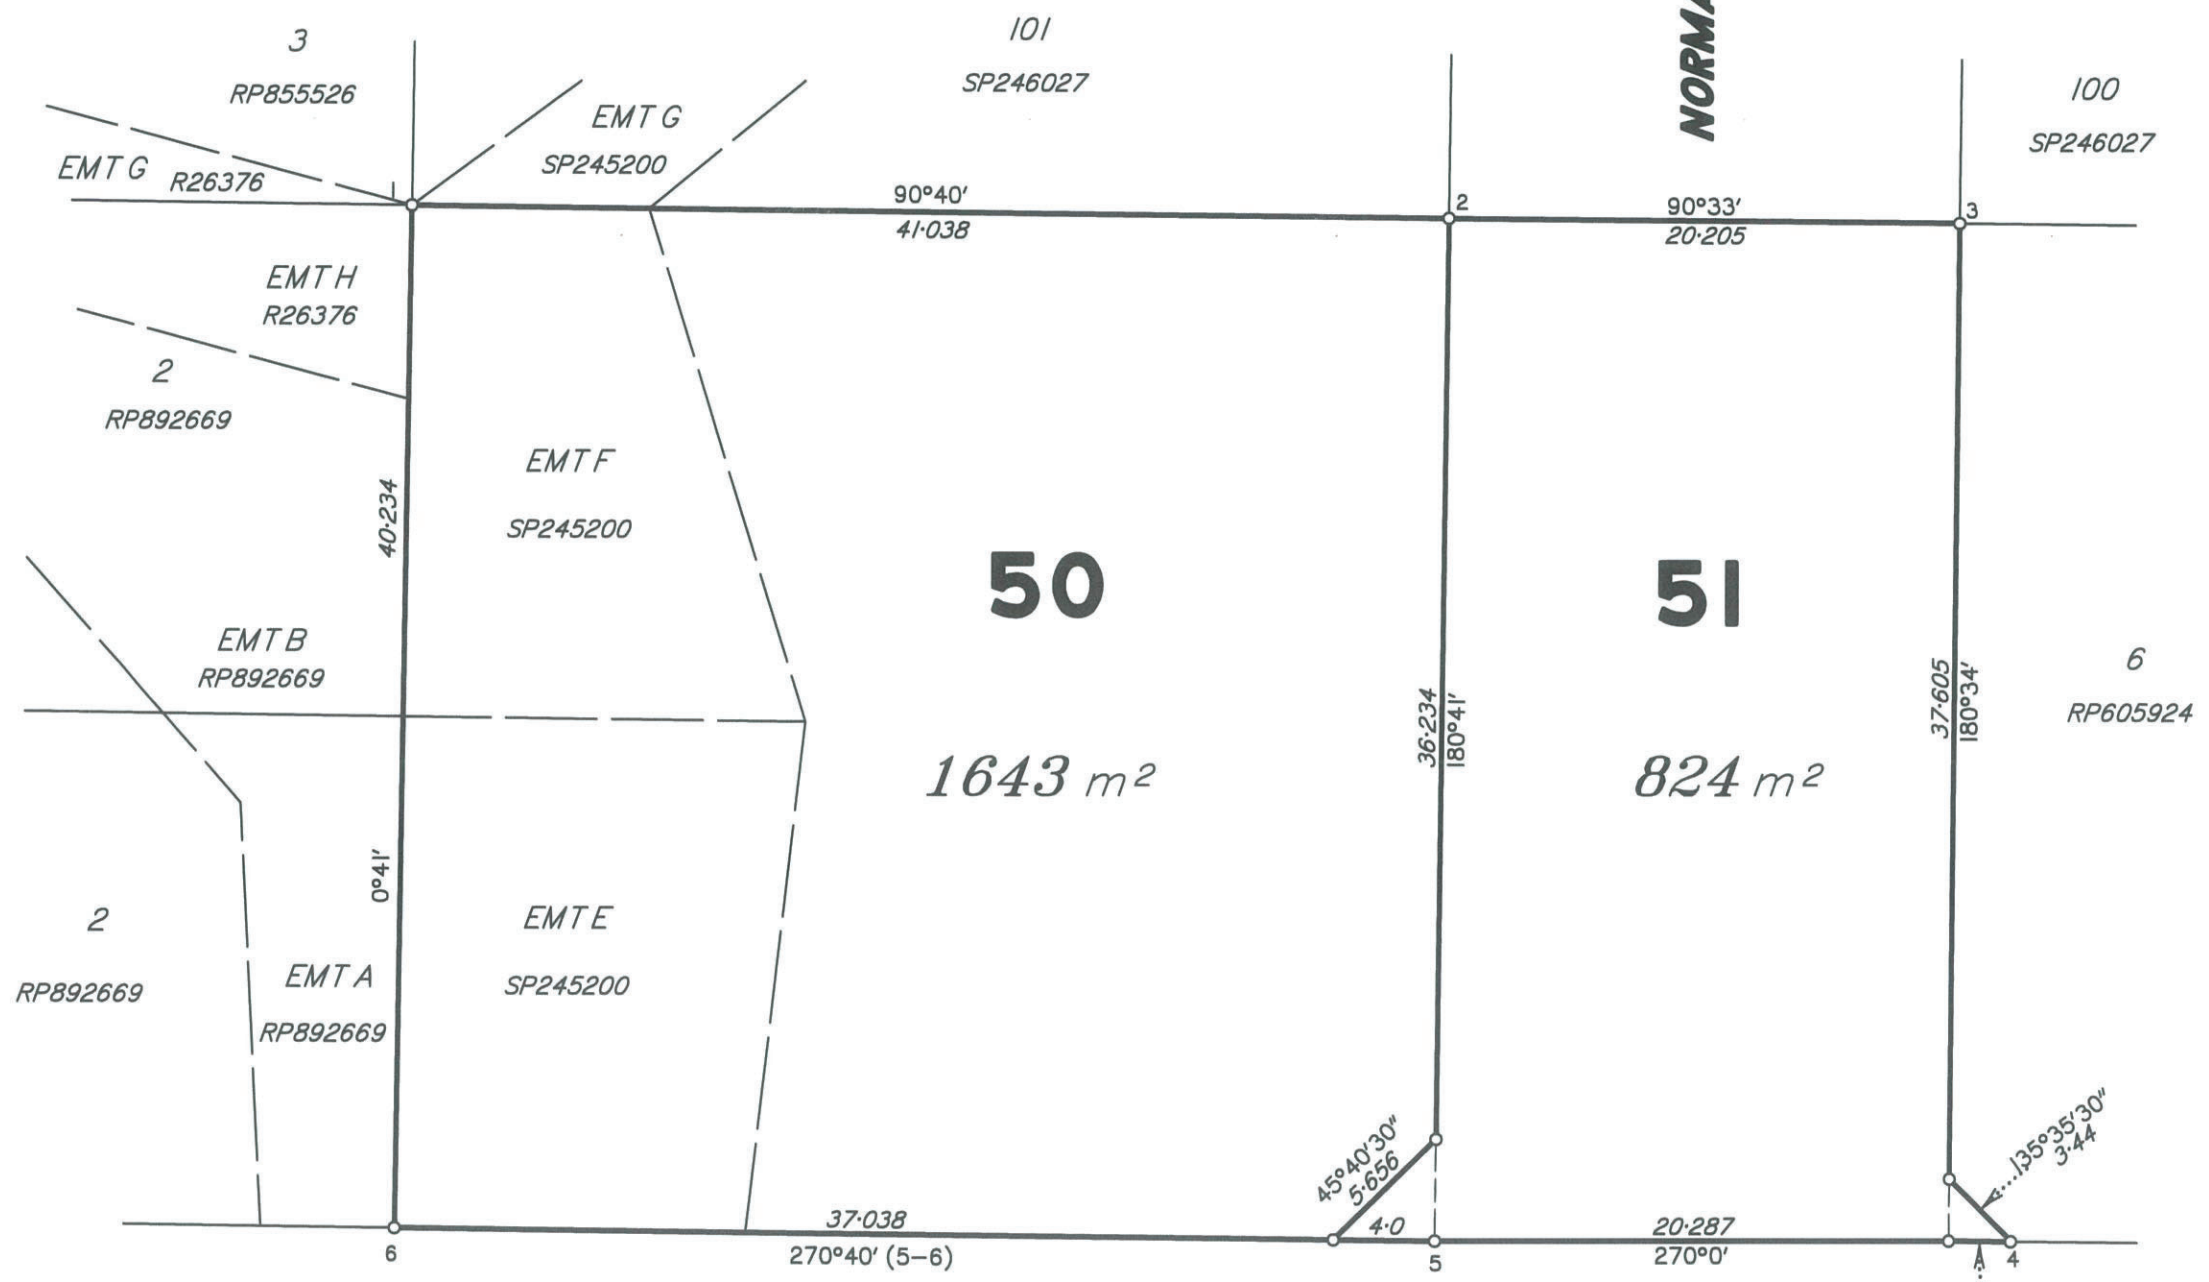 3
RP855526
101
SP246027
NORMA
100
SP246027
EMT G
SP245200
EMT G R26376
1
90°40'
41·038
2
90°33'
20·205
3
EMT H
R26376
2
RP892669
EMT F
SP245200
40·234
50
51
EMT B
RP892669
6
RP605924
36·234
180°41'
37·605
180°34'
1643 m²
824 m²
0°41'
2
RP892669
EMT A
RP892669
EMT E
SP245200
45°40'30"
5·656
135°35'30"
3·44
37·038
4·0
20·287
6
270°40' (5–6)
5
270°0'
4